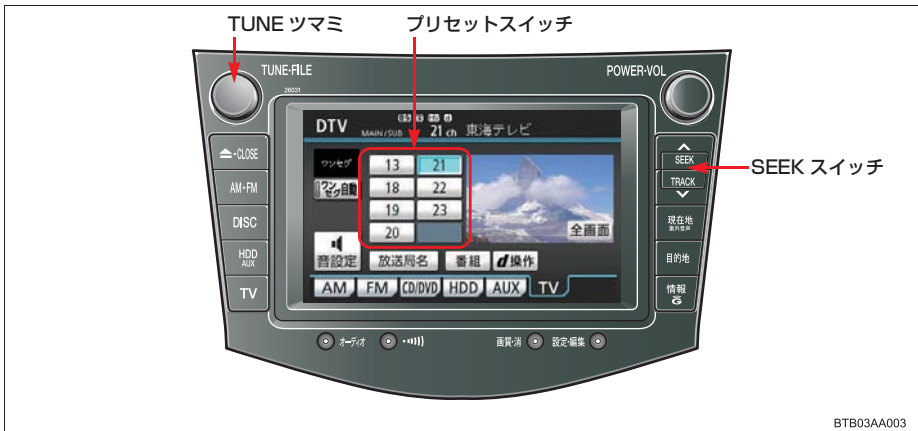 TUNE ツマミ
プリセットスイッチ
TUNE･FILE
POWER･VOL
26031
DTV
MAIN/SUB
21 ch 東海テレビ
⏏･CLOSE
AM･FM
DISC
HDD
AUX
TV
ワンセグ
ワンセグ自動
13
21
18
22
19
23
20
全画面
音設定
放送局名
番組
d操作
AM
FM
CD/DVD
HDD
AUX
TV
SEEK
TRACK
SEEK スイッチ
現在地
案内音声
目的地
情報
G
オーディオ
画質･消
設定･編集
BTB03AA003